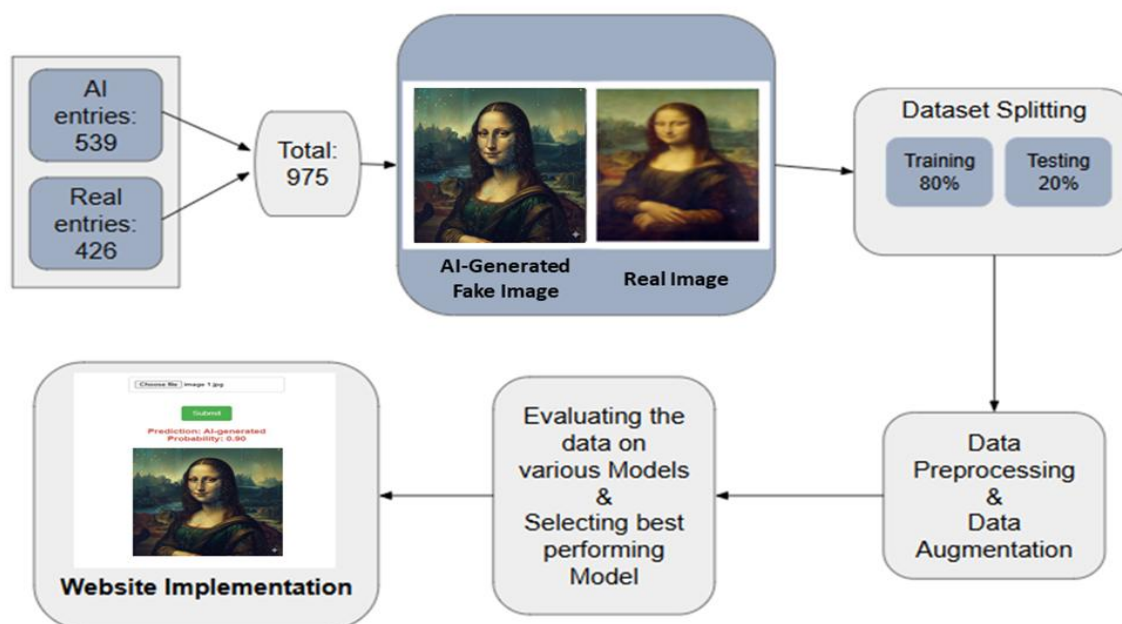 AI
entries:
539
Real
entries:
426
Total:
975
AI-Generated
Fake Image
Real Image
Dataset Splitting
Training
80%
Testing
20%
Data
Preprocessing
&
Data
Augmentation
Evaluating the
data on
various Models
&
Selecting best
performing
Model
Choose file image 1.jpg
Submit
Prediction: AI-generated
Probability: 0.90
Website Implementation